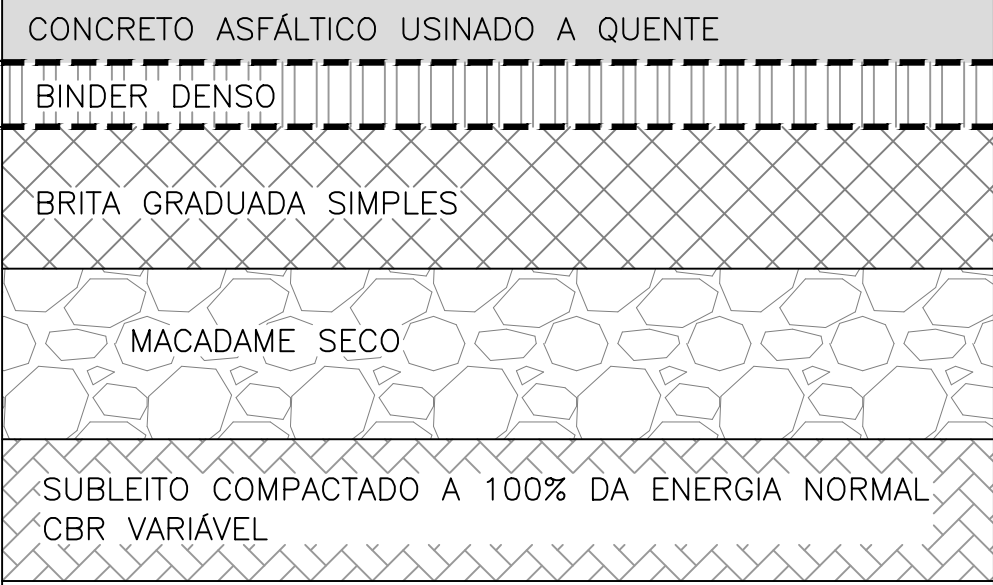 CONCRETO ASFÁLTICO USINADO A QUENTE
BINDER DENSO
BRITA GRADUADA SIMPLES
MACADAME SECO
SUBLEITO COMPACTADO A 100% DA ENERGIA NORMAL
CBR VARIÁVEL